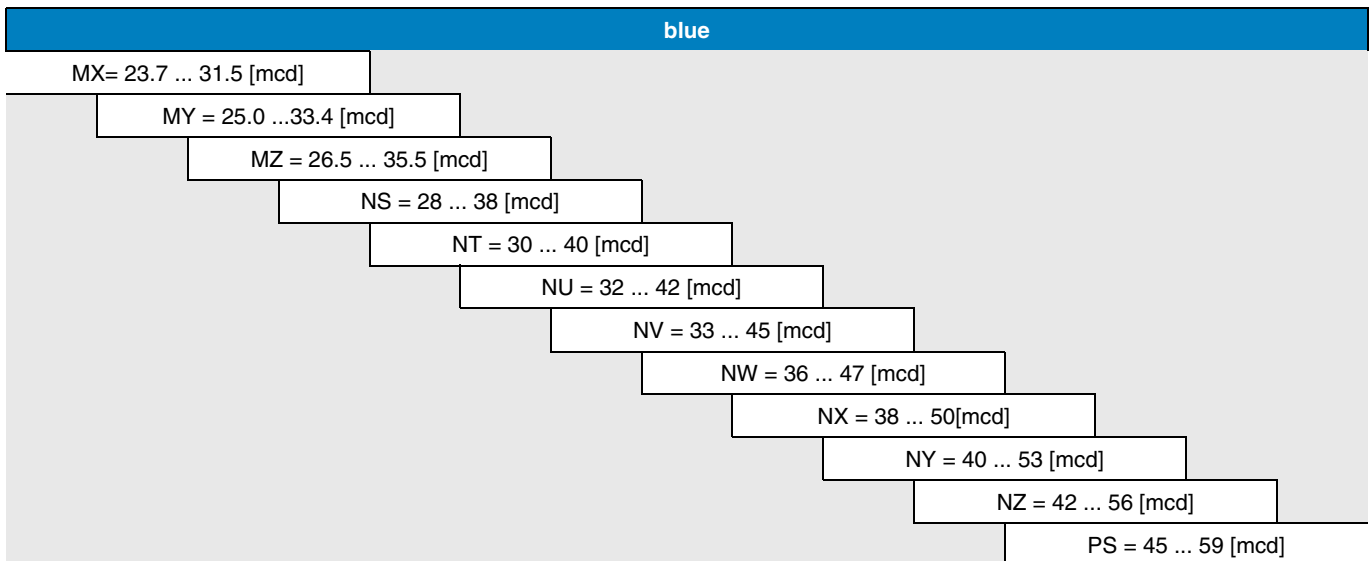 blue
MX= 23.7 ... 31.5 [mcd]
MY = 25.0 ...33.4 [mcd]
MZ = 26.5 ... 35.5 [mcd]
NS = 28 ... 38 [mcd]
NT = 30 ... 40 [mcd]
NU = 32 ... 42 [mcd]
NV = 33 ... 45 [mcd]
NW = 36 ... 47 [mcd]
NX = 38 ... 50[mcd]
NY = 40 ... 53 [mcd]
NZ = 42 ... 56 [mcd]
PS = 45 ... 59 [mcd]